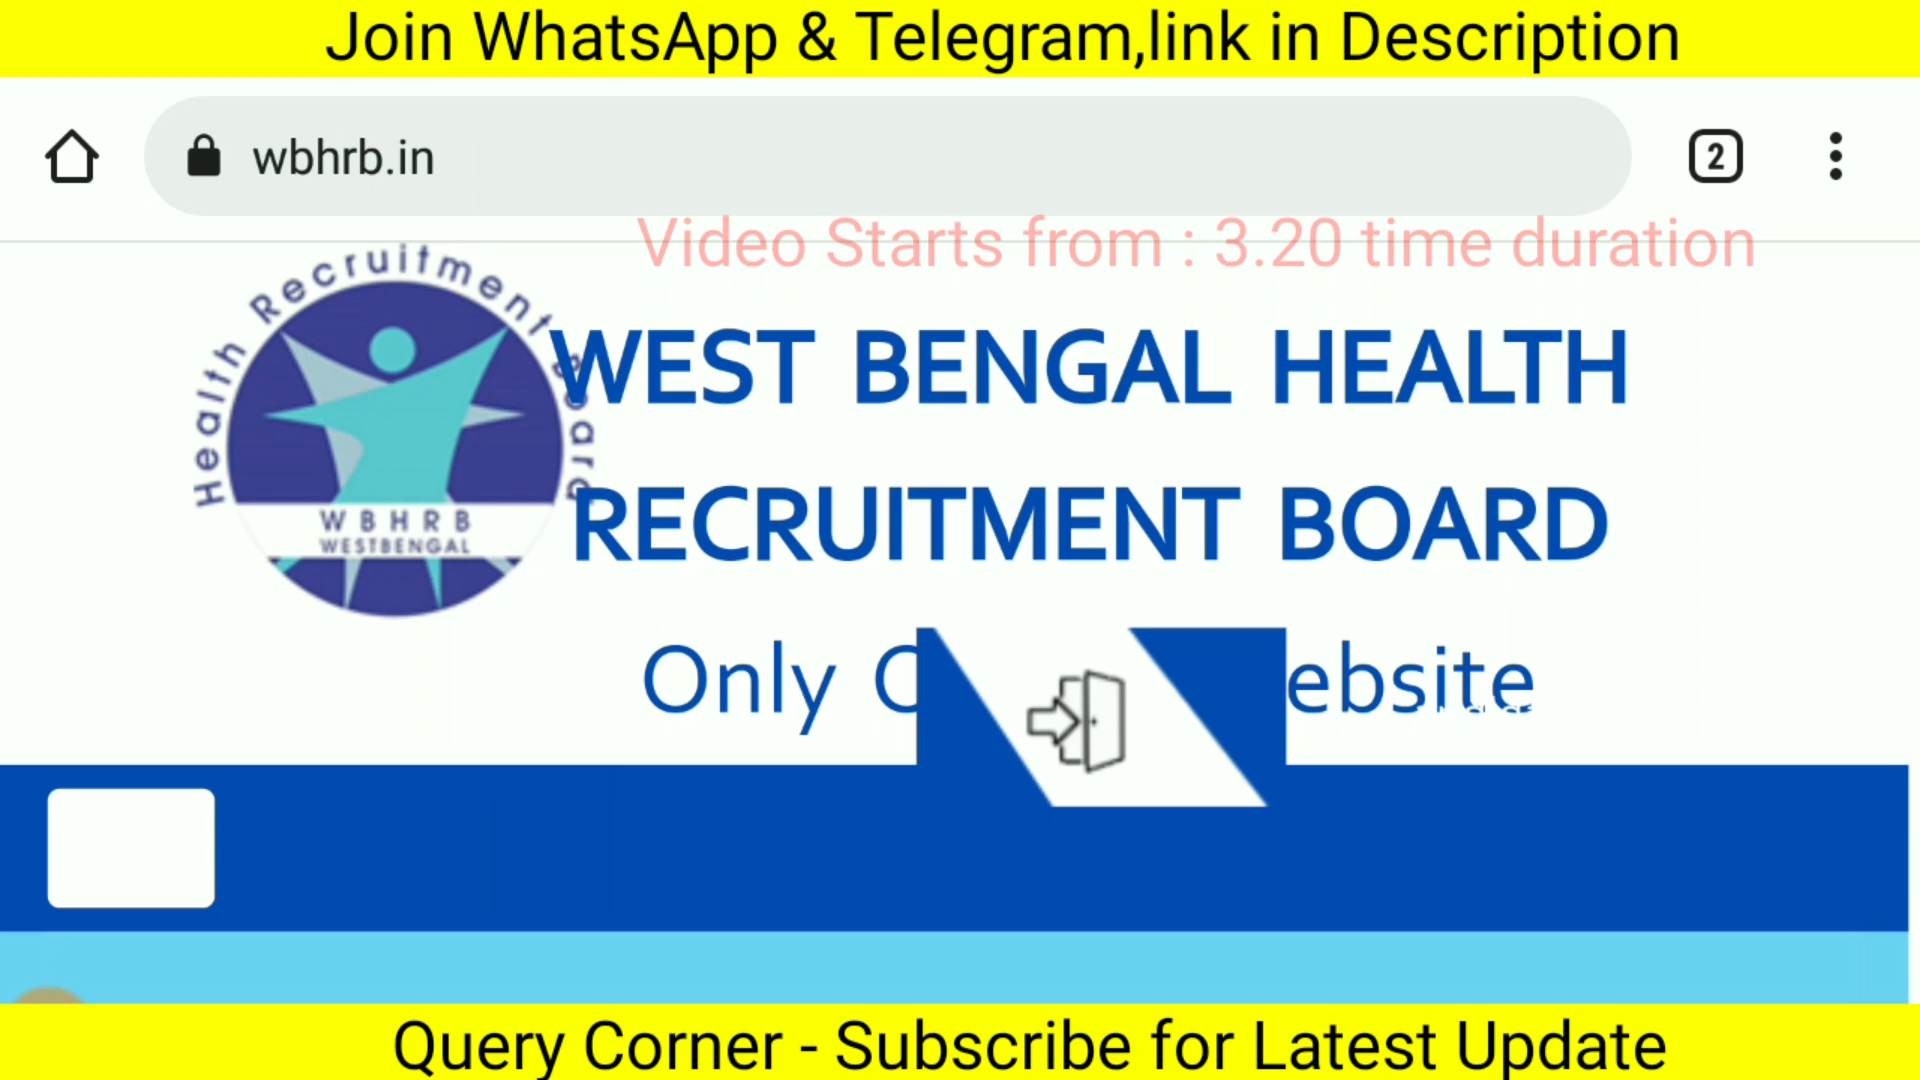 Join WhatsApp & Telegram,link in Description
wbhrb.in
2
Video Starts from : 3.20 time duration
Health Recruitment Board
WEST BENGAL HEALTH
RECRUITMENT BOARD
W B H R B
WESTBENGAL
Only
ebsite
Query Corner - Subscribe for Latest Update